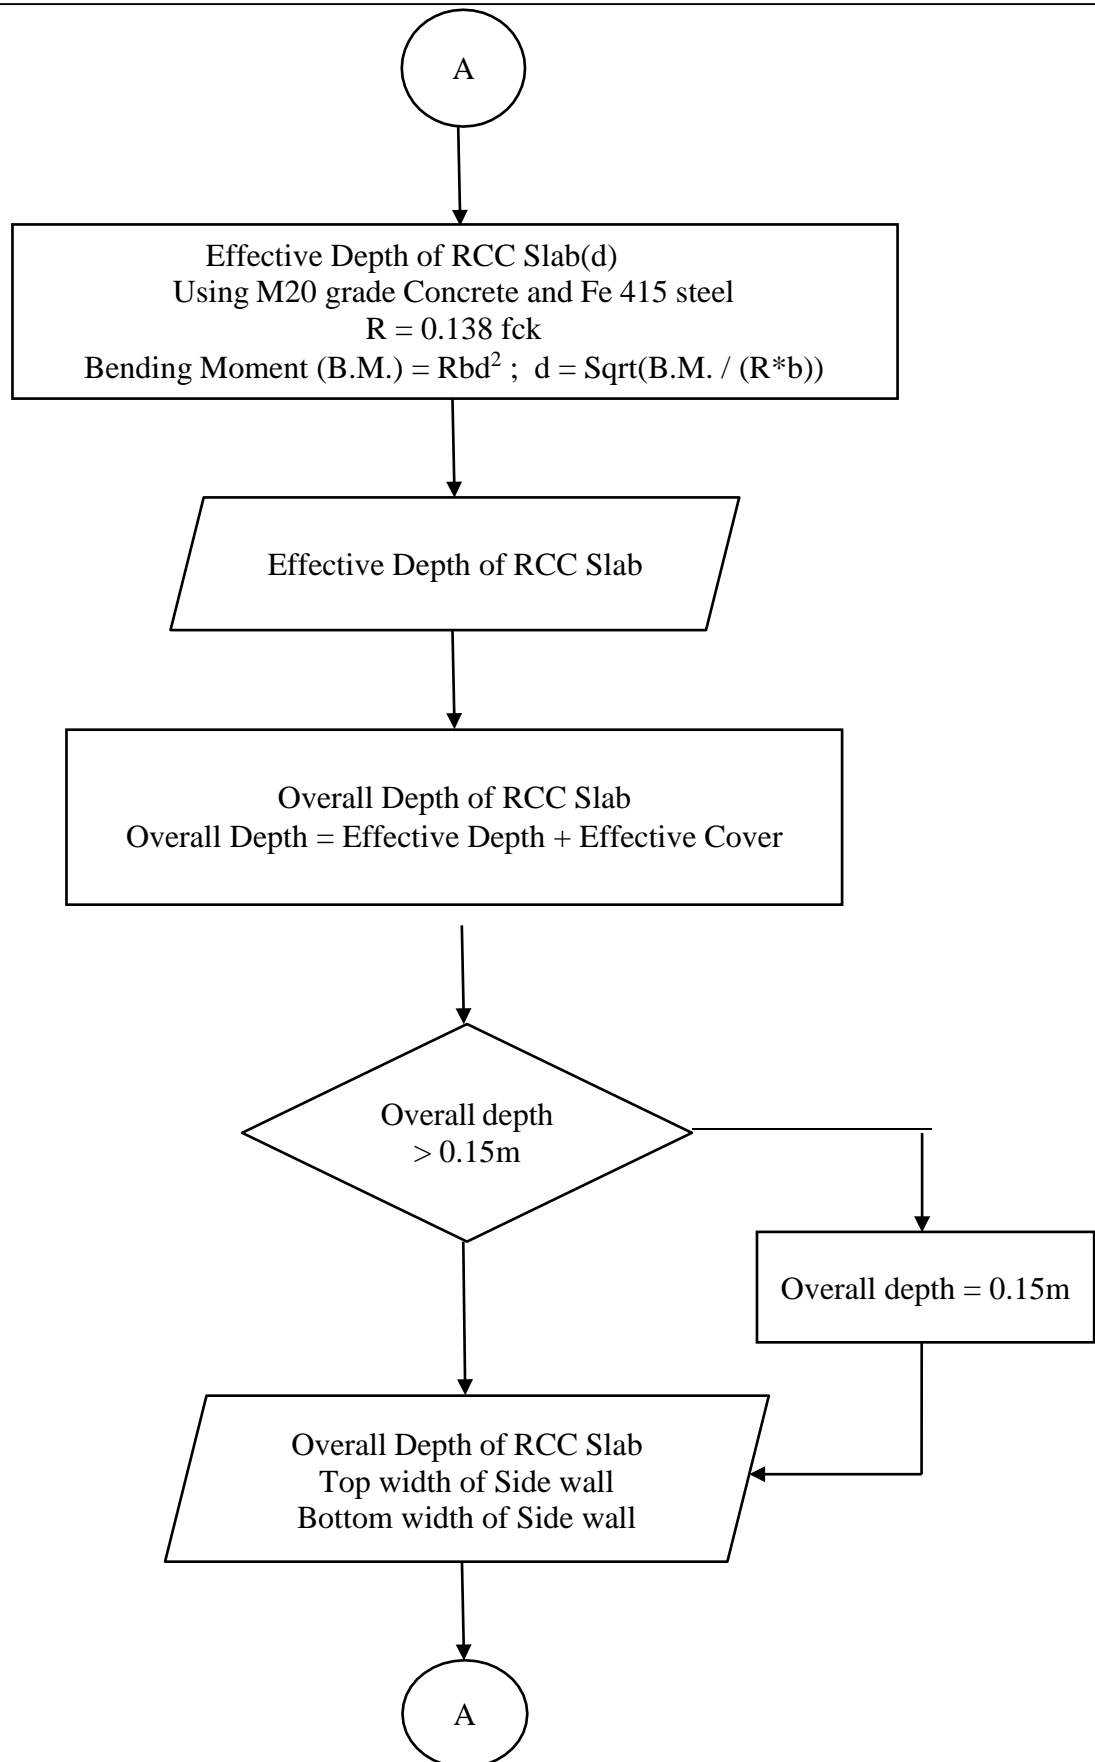 A
Effective Depth of RCC Slab(d)
Using M20 grade Concrete and Fe 415 steel
R = 0.138 fck
Bending Moment (B.M.) = Rbd² ; d = Sqrt(B.M. / (R*b))
Effective Depth of RCC Slab
Overall Depth of RCC Slab
Overall Depth = Effective Depth + Effective Cover
Overall depth
> 0.15m
Overall depth = 0.15m
Overall Depth of RCC Slab
Top width of Side wall
Bottom width of Side wall
A